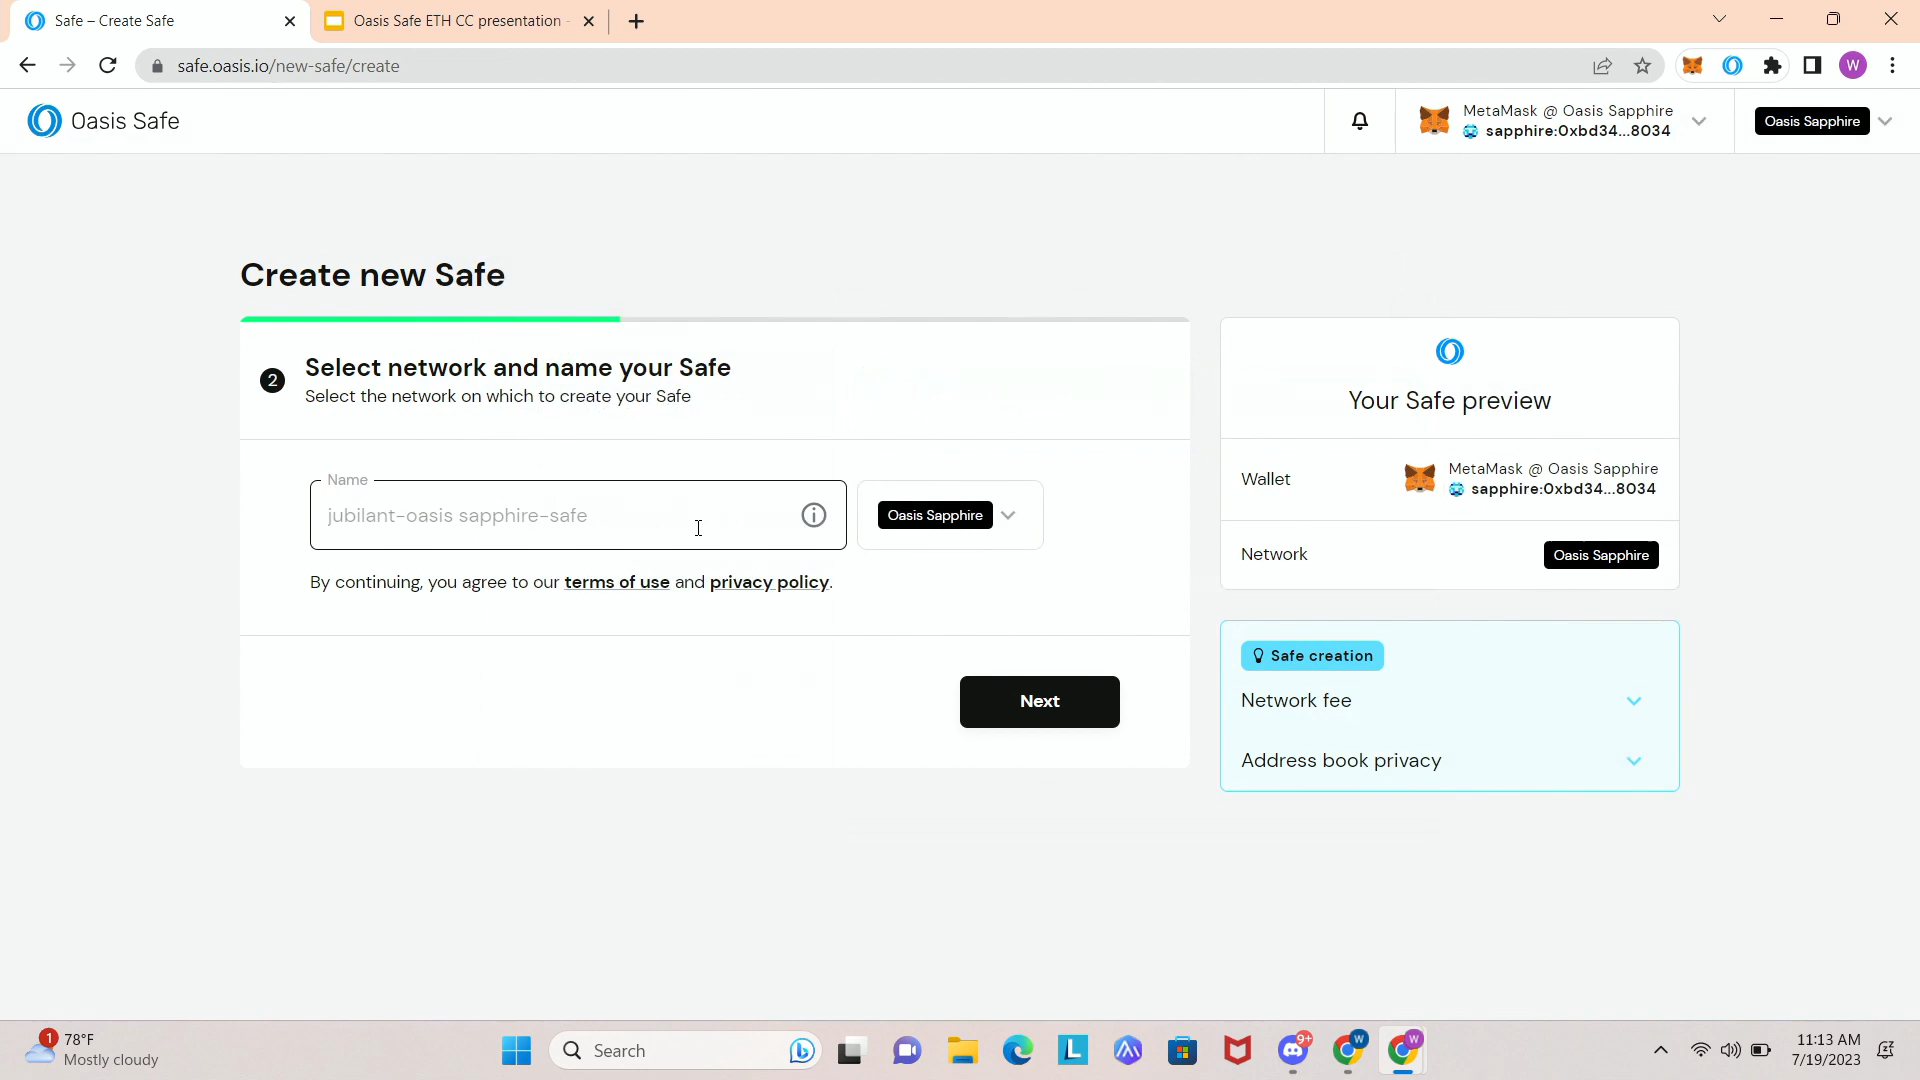 Safe – Create Safe
Oasis Safe ETH CC presentation -
safe.oasis.io/new-safe/create
W
Oasis Safe
MetaMask @ Oasis Sapphire
sapphire:0xbd34...8034
Oasis Sapphire
Create new Safe
2
Select network and name your Safe
Select the network on which to create your Safe
Name
jubilant-oasis sapphire-safe
Oasis Sapphire
By continuing, you agree to our terms of use and privacy policy.
Next
Your Safe preview
Wallet
MetaMask @ Oasis Sapphire
sapphire:0xbd34...8034
Network
Oasis Sapphire
Safe creation
Network fee
Address book privacy
1
78°F
Mostly cloudy
Search
L
9+
W
W
11:13 AM
7/19/2023